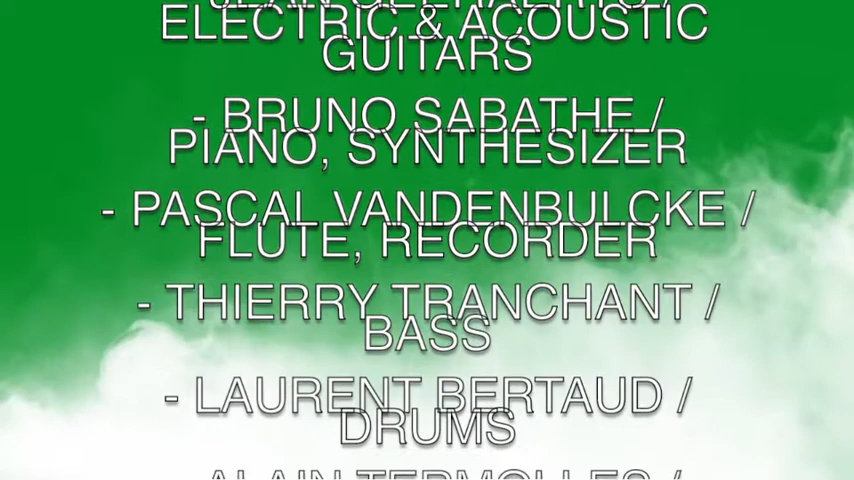 ELECTRIC & ACOUSTIC
GUITARS
- BRUNO SABATHE /
PIANO, SYNTHESIZER
- PASCAL VANDENBULCKE /
FLUTE, RECORDER
- THIERRY TRANCHANT /
BASS
- LAURENT BERTAUD /
DRUMS